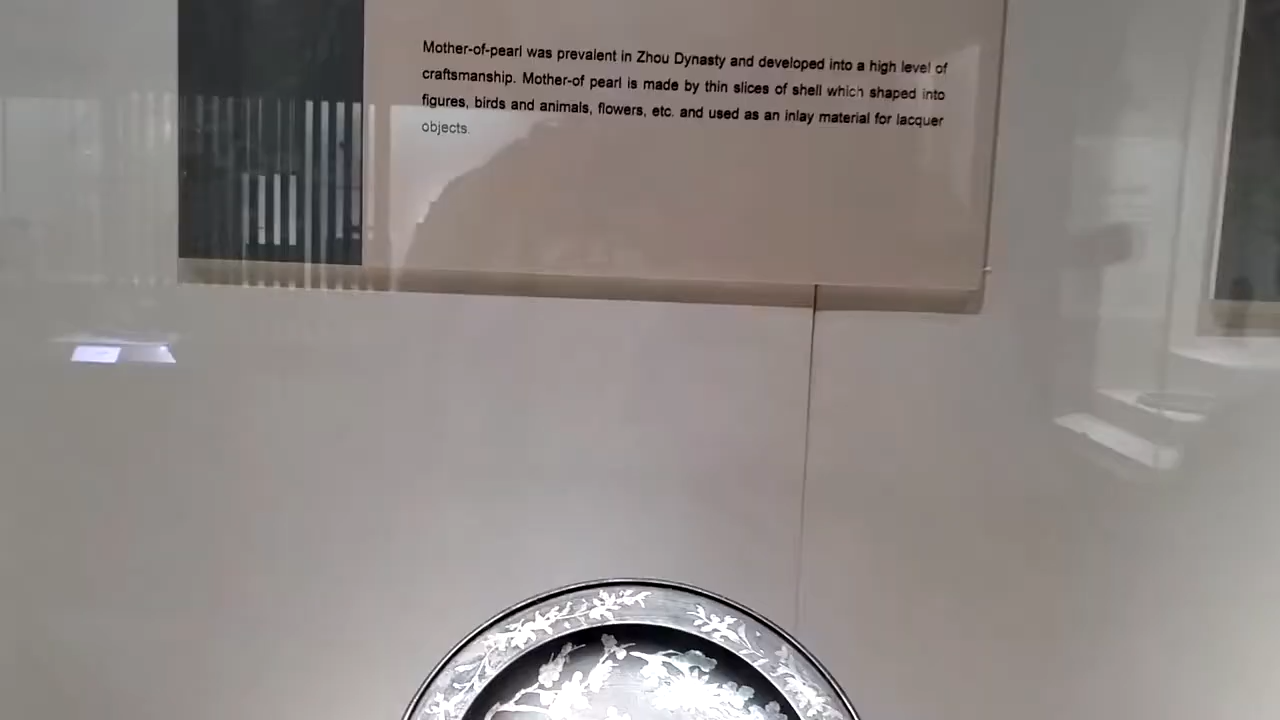 Mother-of-pearl was prevalent in Zhou Dynasty and developed into a high level of
craftsmanship. Mother-of pearl is made by thin slices of shell which shaped into
figures, birds and animals, flowers, etc. and used as an inlay material for lacquer
objects.